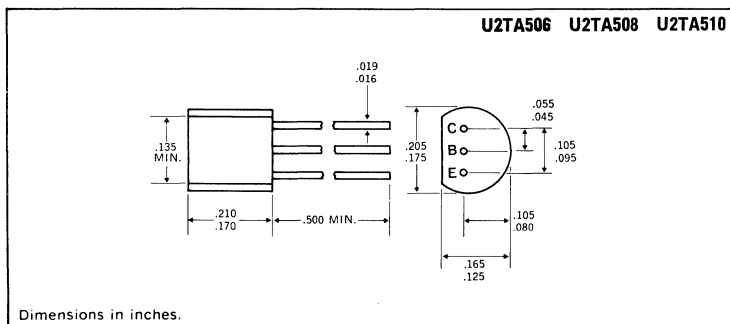 U2TA506 U2TA508 U2TA510
.019
.016
.135
MIN.
.210
.170
.500 MIN.
.205
.175
C
B
E
.055
.045
.105
.095
.105
.080
.165
.125
Dimensions in inches.